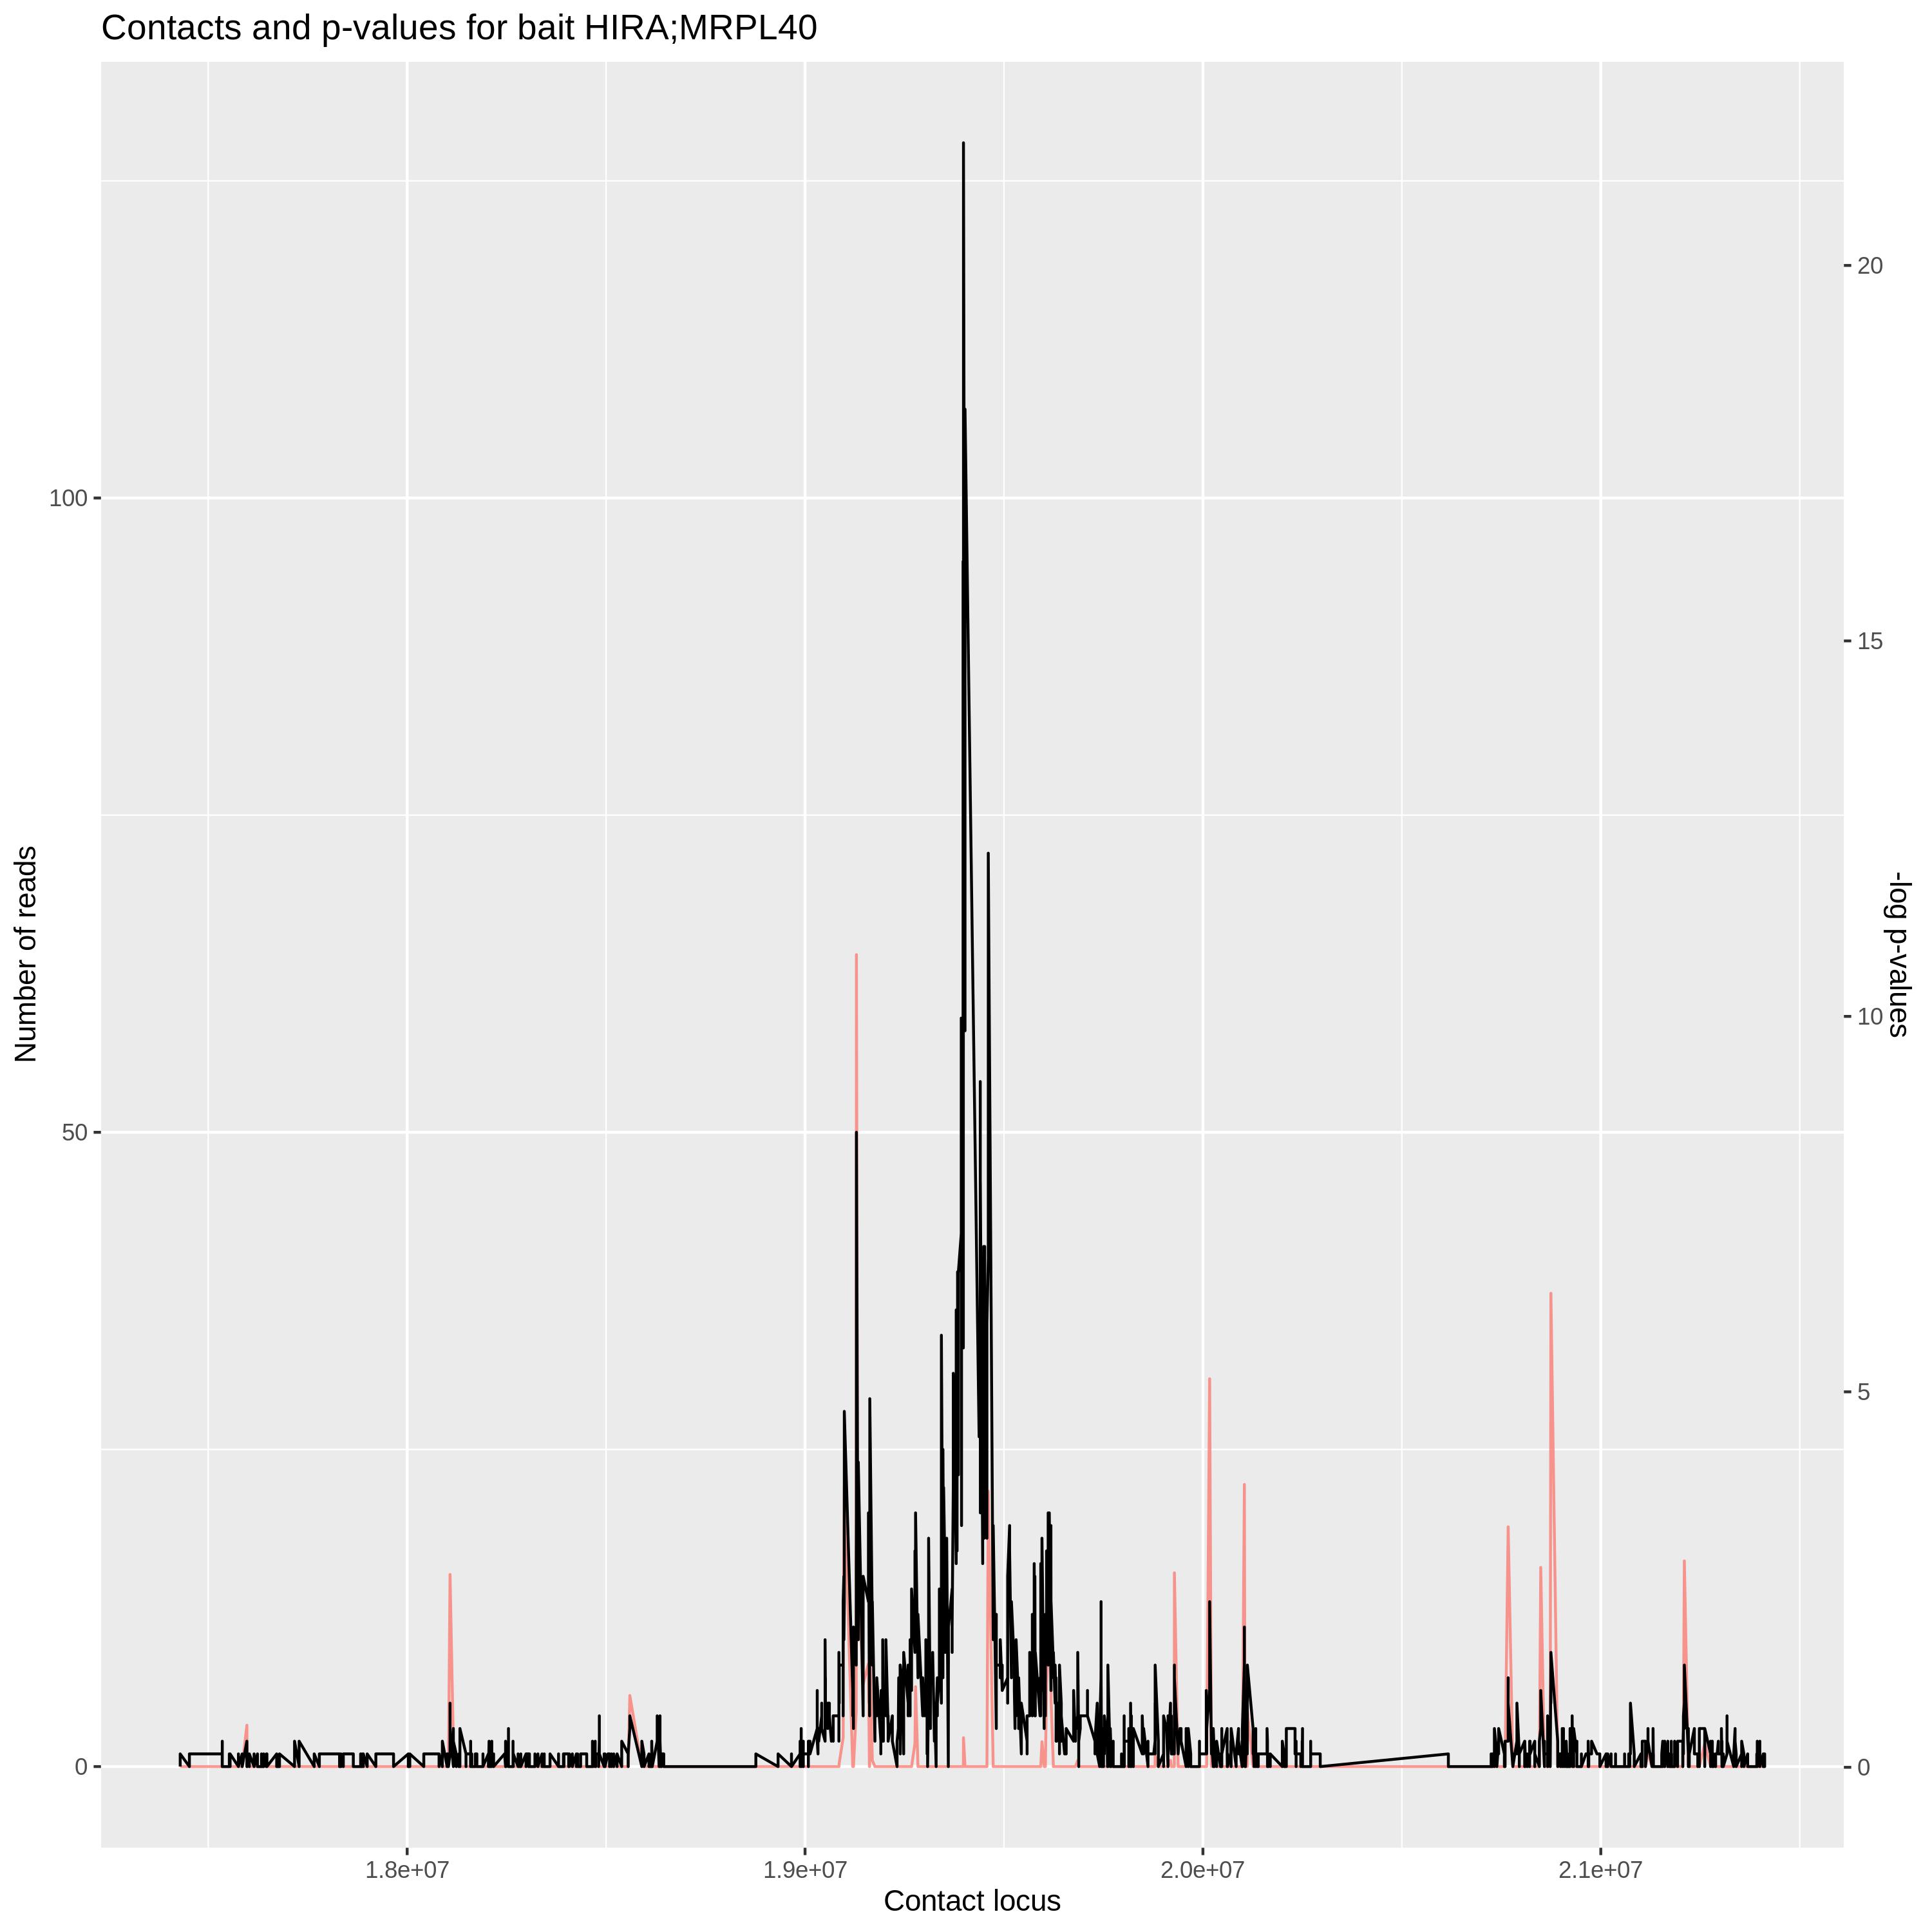 Contacts and p-values for bait HIRA;MRPL40
Number of reads
100
50
0
20
15
10
5
0
-log p-values
1.8e+07 1.9e+07 2.0e+07 2.1e+07
Contact locus